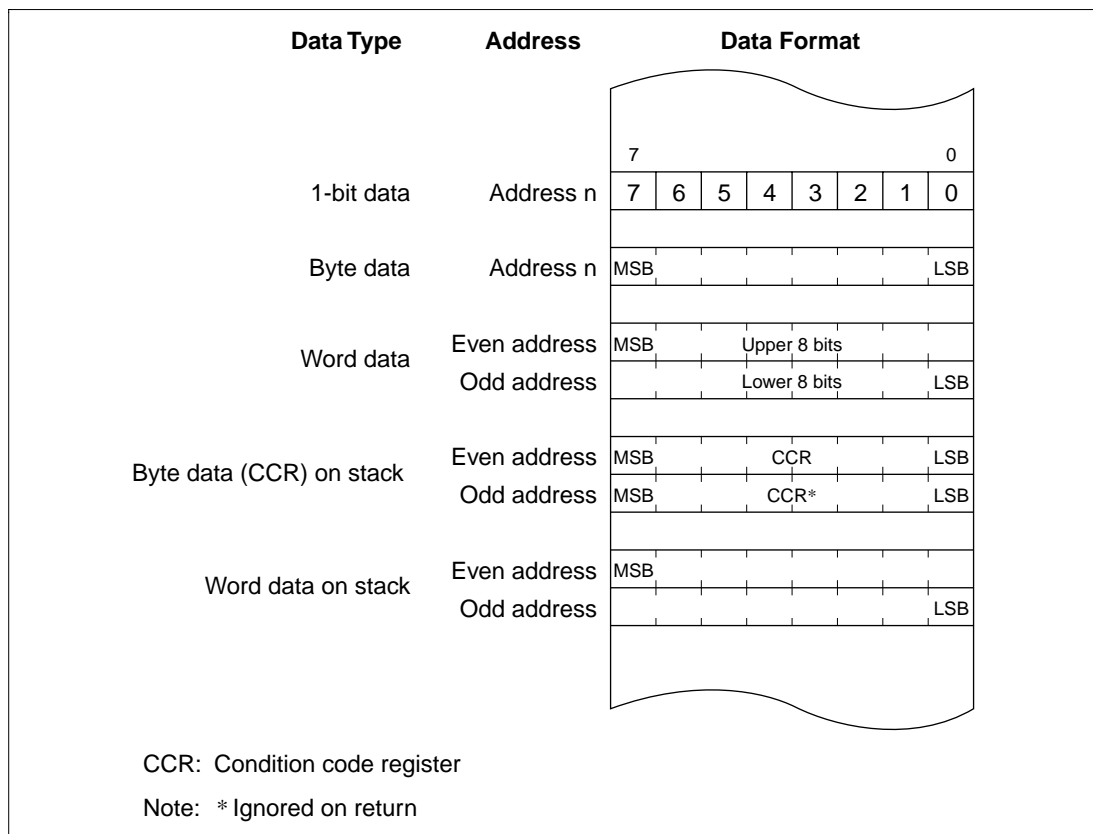 Data Type Address Data Format
7 0
1-bit data Address n 7 6 5 4 3 2 1 0
Byte data Address n MSB LSB
Word data
Even address MSB Upper 8 bits
Odd address Lower 8 bits LSB
Byte data (CCR) on stack
Even address MSB CCR LSB
Odd address MSB CCR* LSB
Word data on stack
Even address MSB
Odd address LSB
CCR: Condition code register
Note: * Ignored on return